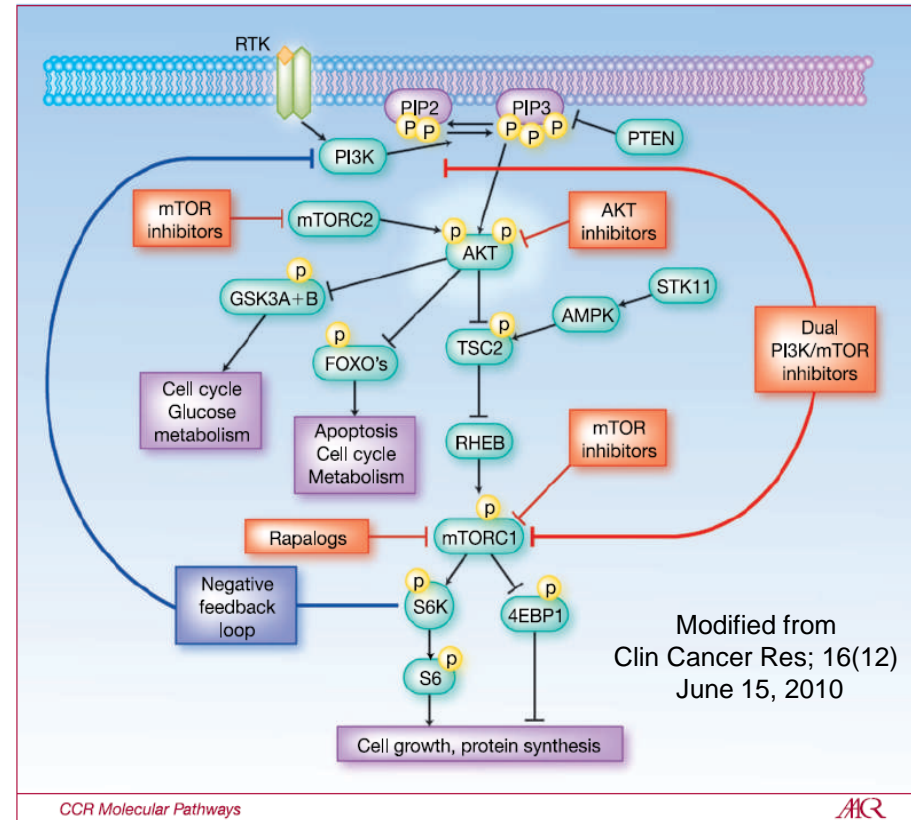 RTK
PIP2
PIP3
P P
P P P
PTEN
PI3K
mTOR
inhibitors
mTORC2
p p
AKT
AKT
inhibitors
p
GSK3A+B
STK11
AMPK
p
FOXO's
p
TSC2
Dual
PI3K/mTOR
inhibitors
Cell cycle
Glucose
metabolism
Apoptosis
Cell cycle
Metabolism
RHEB
mTOR
inhibitors
p
mTORC1
Rapalogs
Negative
feedback
loop
p
S6K
p
4EBP1
p
S6
Modified from
Clin Cancer Res; 16(12)
June 15, 2010
Cell growth, protein synthesis
CCR Molecular Pathways
AACR